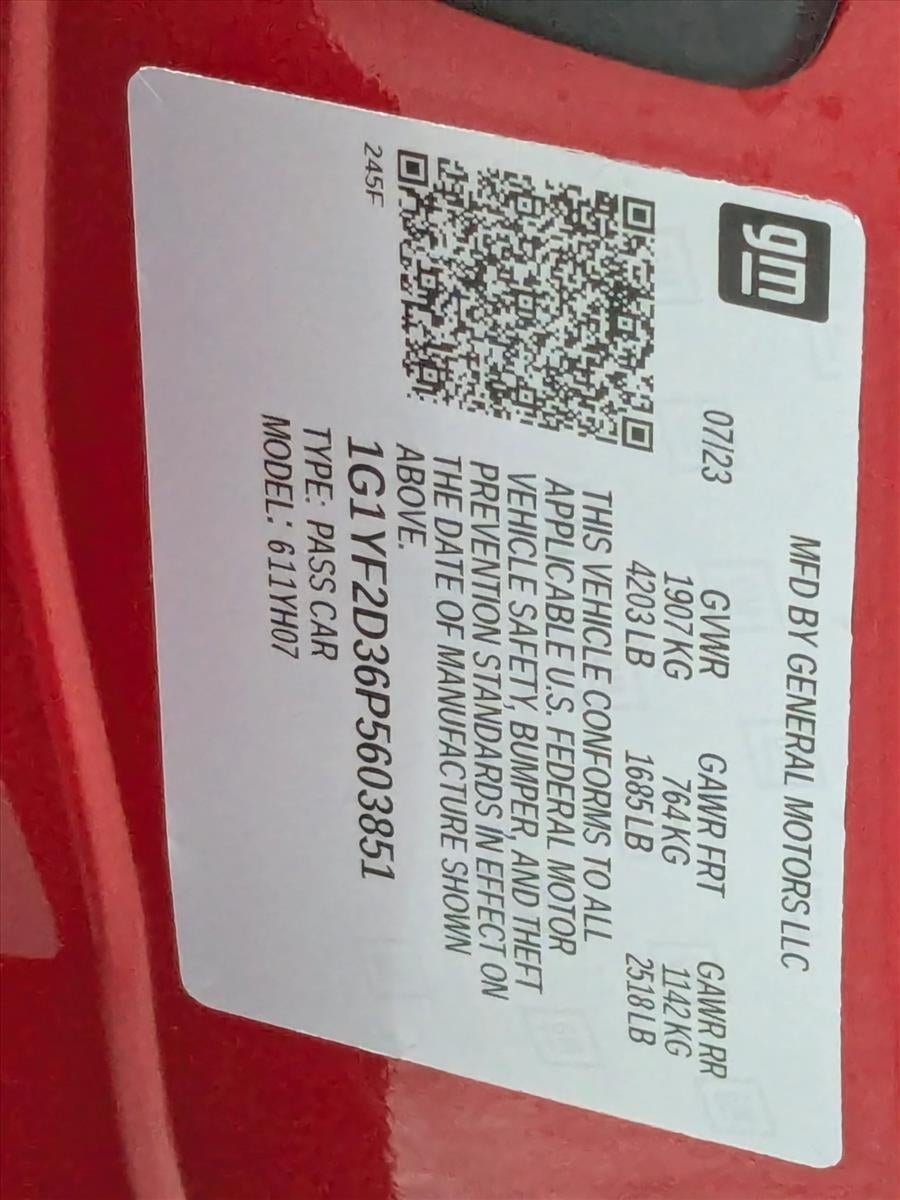 gm
MFD BY GENERAL MOTORS LLC
07/23
GVWR GAWR FRT GAWR RR
1907 KG 764 KG 1142 KG
4203 LB 1685 LB 2518 LB
THIS VEHICLE CONFORMS TO ALL
APPLICABLE U.S. FEDERAL MOTOR
VEHICLE SAFETY, BUMPER, AND THEFT
PREVENTION STANDARDS IN EFFECT ON
THE DATE OF MANUFACTURE SHOWN
ABOVE.
245F
1G1YF2D36P5603851
TYPE: PASS CAR
MODEL: 611YH07